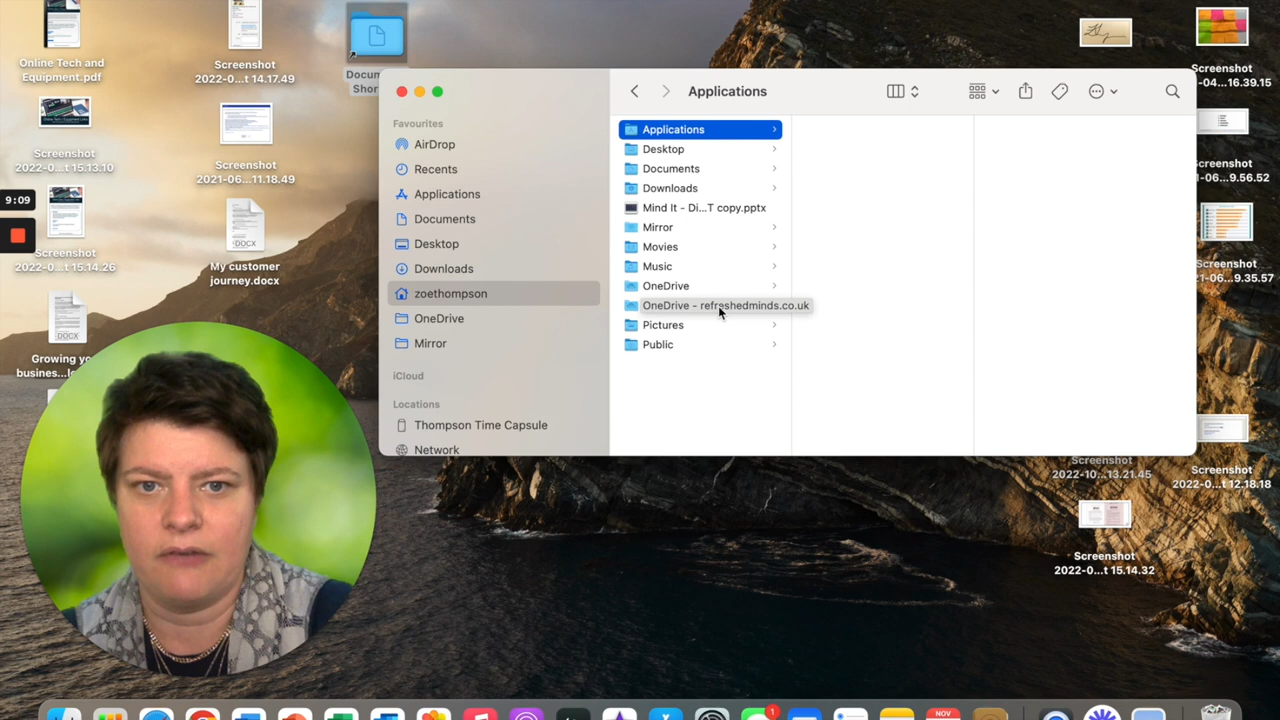 Online Tech and
Equipment.pdf
Screenshot
2022-0...t 14.17.49
Docum
Shor
Screenshot
2022-0...t 15.13.10
Screenshot
2021-06...11.18.49
9:09
Screenshot
2022-0...t 15.14.26
DOCX
My customer
journey.docx
DOCX
Growing yo
busines...l
Applications
Favourites
AirDrop
Recents
Applications
Documents
Desktop
Downloads
zoethompson
OneDrive
Mirror
iCloud
Locations
Thompson Time Capsule
Network
Applications
Desktop
Documents
Downloads
Mind It - Di...T copy.pptx
Mirror
Movies
Music
OneDrive
OneDrive - refreshedminds.co.uk
Pictures
Public
Screenshot
-04...16.39.15
Screenshot
-06...9.56.52
Screenshot
-06...9.35.57
Screenshot
2022-10...13.21.45
Screenshot
2022-0...t 12.18.18
Screenshot
2022-0...t 15.14.32
1
NOV